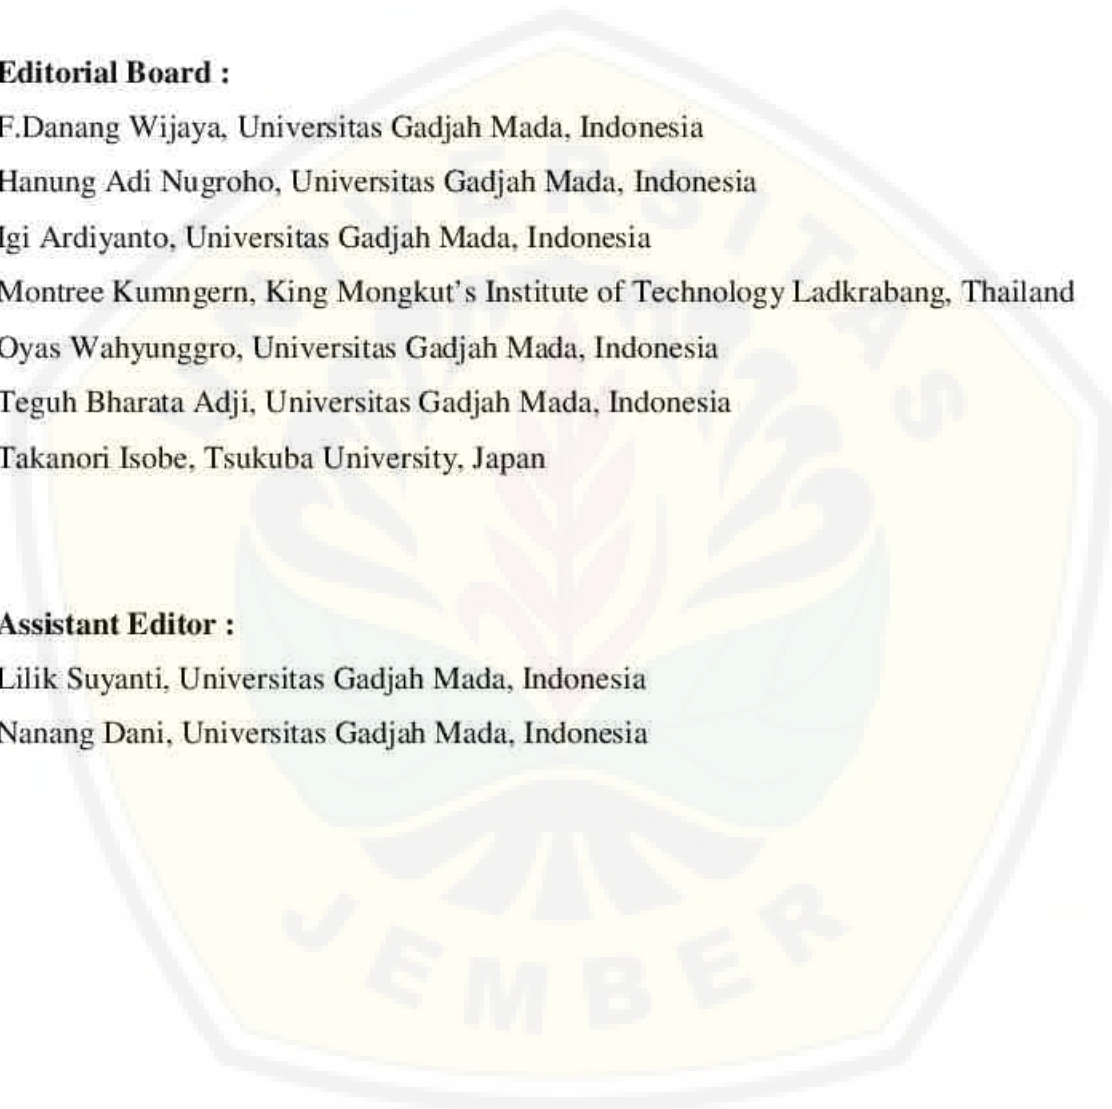 Editorial Board :
F.Danang Wijaya, Universitas Gadjah Mada, Indonesia
Hanung Adi Nugroho, Universitas Gadjah Mada, Indonesia
Igi Ardiyanto, Universitas Gadjah Mada, Indonesia
Montree Kumngern, King Mongkut’s Institute of Technology Ladkrabang, Thailand
Oyas Wahyunggro, Universitas Gadjah Mada, Indonesia
Teguh Bharata Adji, Universitas Gadjah Mada, Indonesia
Takanori Isobe, Tsukuba University, Japan
Assistant Editor :
Lilik Suyanti, Universitas Gadjah Mada, Indonesia
Nanang Dani, Universitas Gadjah Mada, Indonesia
UNIVERSITAS
JEMBER